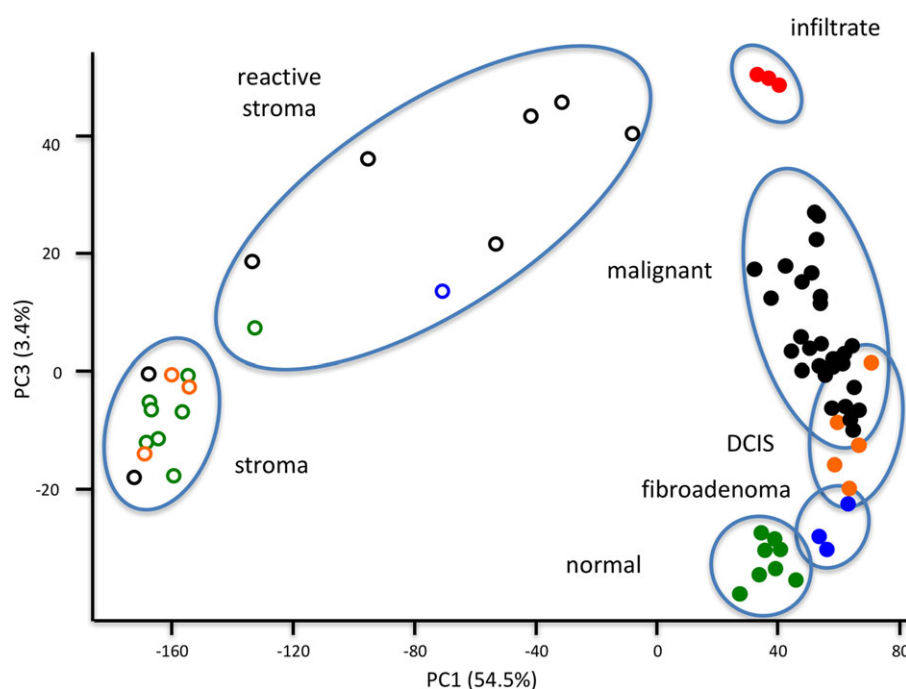 infiltrate
reactive
stroma
40
20
malignant
PC3 (3.4%)
0
DCIS
stroma
-20
fibroadenoma
normal
-160
-120
-80
-40
0
40
80
PC1 (54.5%)